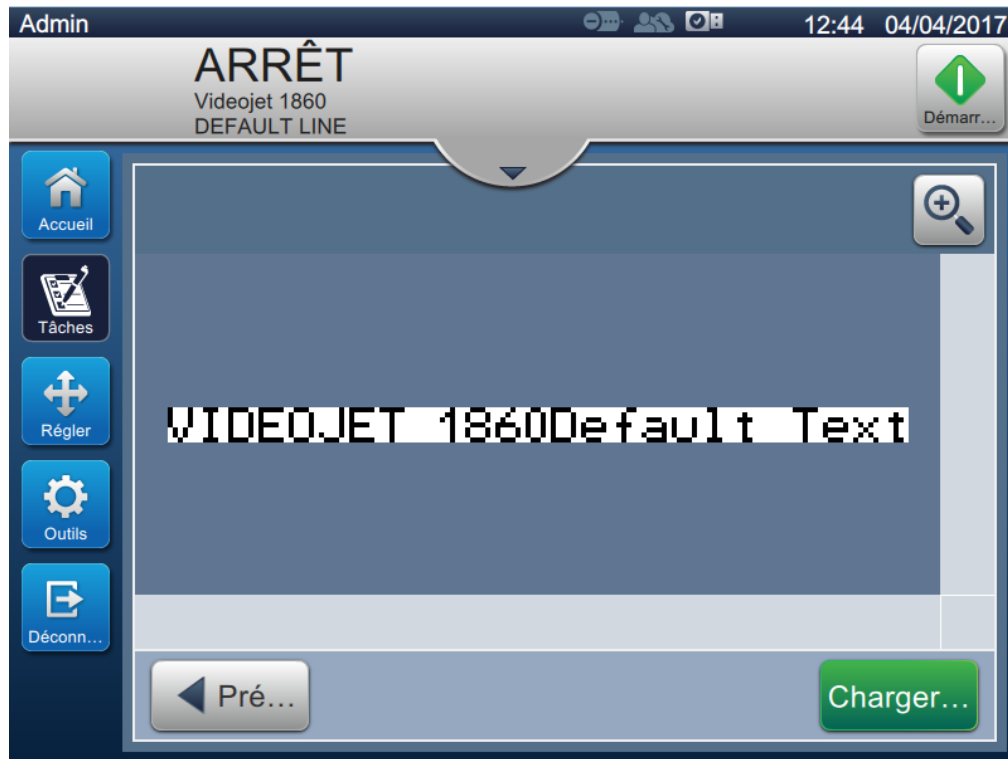 Admin 12:44 04/04/2017
ARRÊT
Videojet 1860
DEFAULT LINE
Démarr...
Accueil
Tâches
Régler
Outils
Déconn...
VIDEOJET 1860Default Text
Pré...
Charger...